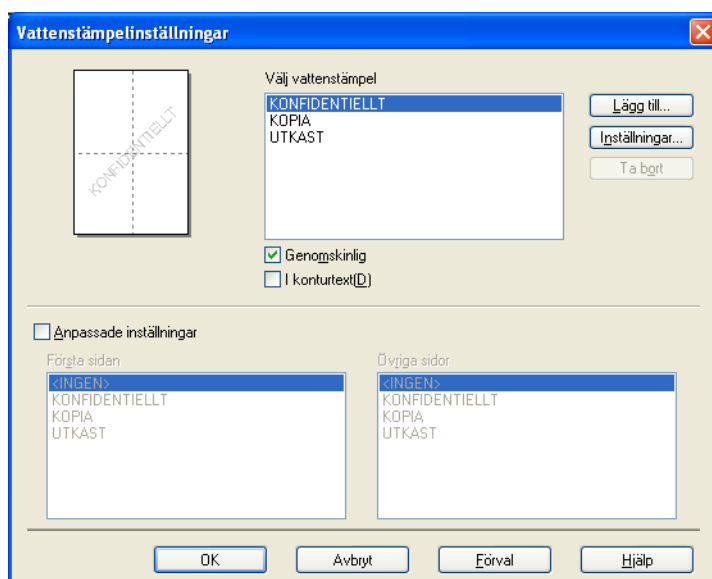 Vattenstämpelinställningar
KONFIDENTIELLT
Välj vattenstämpel
KONFIDENTIELLT
KOPIA
UTKAST
Lägg till...
Inställningar...
Ta bort
Genomskinlig
I konturtext(D)
Anpassade inställningar
Första sidan
<INGEN>
KONFIDENTIELLT
KOPIA
UTKAST
Övriga sidor
<INGEN>
KONFIDENTIELLT
KOPIA
UTKAST
OK
Avbryt
Förval
Hjälp